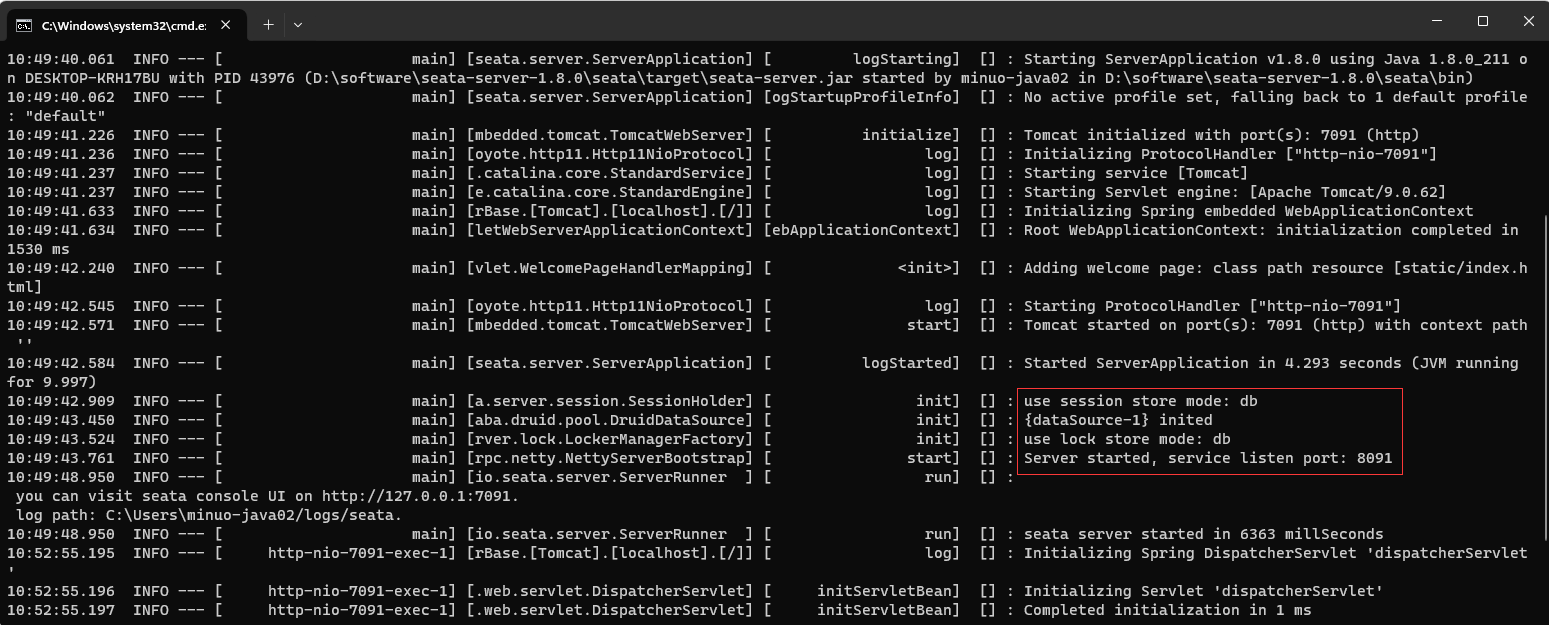 C:\Windows\system32\cmd.e:
10:49:40.061  INFO --- [                     main] [seata.server.ServerApplication] [         logStarting]  [] : Starting ServerApplication v1.8.0 using Java 1.8.0_211 o
n DESKTOP-KRH17BU with PID 43976 (D:\software\seata-server-1.8.0\seata\target\seata-server.jar started by minuo-java02 in D:\software\seata-server-1.8.0\seata\bin)
10:49:40.062  INFO --- [                     main] [seata.server.ServerApplication] [ogStartupProfileInfo]  [] : No active profile set, falling back to 1 default profile
: "default"
10:49:41.226  INFO --- [                     main] [mbedded.tomcat.TomcatWebServer] [          initialize]  [] : Tomcat initialized with port(s): 7091 (http)
10:49:41.236  INFO --- [                     main] [oyote.http11.Http11NioProtocol] [                 log]  [] : Initializing ProtocolHandler ["http-nio-7091"]
10:49:41.237  INFO --- [                     main] [.catalina.core.StandardService] [                 log]  [] : Starting service [Tomcat]
10:49:41.237  INFO --- [                     main] [e.catalina.core.StandardEngine] [                 log]  [] : Starting Servlet engine: [Apache Tomcat/9.0.62]
10:49:41.633  INFO --- [                     main] [rBase.[Tomcat].[localhost].[/]] [                 log]  [] : Initializing Spring embedded WebApplicationContext
10:49:41.634  INFO --- [                     main] [letWebServerApplicationContext] [ebApplicationContext]  [] : Root WebApplicationContext: initialization completed in
1530 ms
10:49:42.240  INFO --- [                     main] [vlet.WelcomePageHandlerMapping] [              <init>]  [] : Adding welcome page: class path resource [static/index.h
tml]
10:49:42.545  INFO --- [                     main] [oyote.http11.Http11NioProtocol] [                 log]  [] : Starting ProtocolHandler ["http-nio-7091"]
10:49:42.571  INFO --- [                     main] [mbedded.tomcat.TomcatWebServer] [               start]  [] : Tomcat started on port(s): 7091 (http) with context path
 ''
10:49:42.584  INFO --- [                     main] [seata.server.ServerApplication] [          logStarted]  [] : Started ServerApplication in 4.293 seconds (JVM running
for 9.997)
10:49:42.909  INFO --- [                     main] [a.server.session.SessionHolder] [                init]  [] : use session store mode: db
10:49:43.450  INFO --- [                     main] [aba.druid.pool.DruidDataSource] [                init]  [] : {dataSource-1} inited
10:49:43.524  INFO --- [                     main] [rver.lock.LockerManagerFactory] [                init]  [] : use lock store mode: db
10:49:43.761  INFO --- [                     main] [rpc.netty.NettyServerBootstrap] [               start]  [] : Server started, service listen port: 8091
10:49:48.950  INFO --- [                     main] [io.seata.server.ServerRunner  ] [                 run]  [] :
 you can visit seata console UI on http://127.0.0.1:7091.
 log path: C:\Users\minuo-java02/logs/seata.
10:49:48.950  INFO --- [                     main] [io.seata.server.ServerRunner  ] [                 run]  [] : seata server started in 6363 millSeconds
10:52:55.195  INFO --- [     http-nio-7091-exec-1] [rBase.[Tomcat].[localhost].[/]] [                 log]  [] : Initializing Spring DispatcherServlet 'dispatcherServlet
'
10:52:55.196  INFO --- [     http-nio-7091-exec-1] [.web.servlet.DispatcherServlet] [     initServletBean]  [] : Initializing Servlet 'dispatcherServlet'
10:52:55.197  INFO --- [     http-nio-7091-exec-1] [.web.servlet.DispatcherServlet] [     initServletBean]  [] : Completed initialization in 1 ms